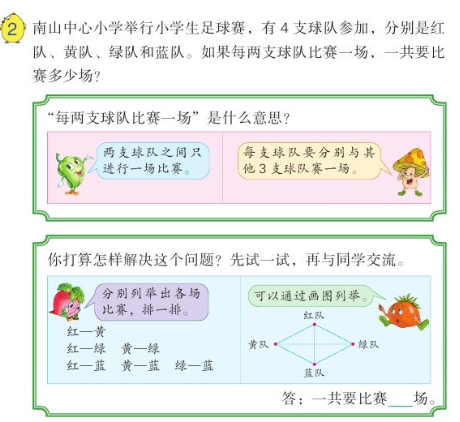 2 南山中心小学举行小学生足球赛，有 4 支球队参加，分别是红
队、黄队、绿队和蓝队。如果每两支球队比赛一场，一共要比
赛多少场？
“每两支球队比赛一场”是什么意思？
两支球队之间只
进行一场比赛。
每支球队要分别与其
他 3 支球队赛一场。
你打算怎样解决这个问题？先试一试，再与同学交流。
分别列举出各场
比赛，排一排。
红—黄
红—绿 黄—绿
红—蓝 黄—蓝 绿—蓝
可以通过画图列举。
红队
黄队
绿队
蓝队
答：一共要比赛___场。